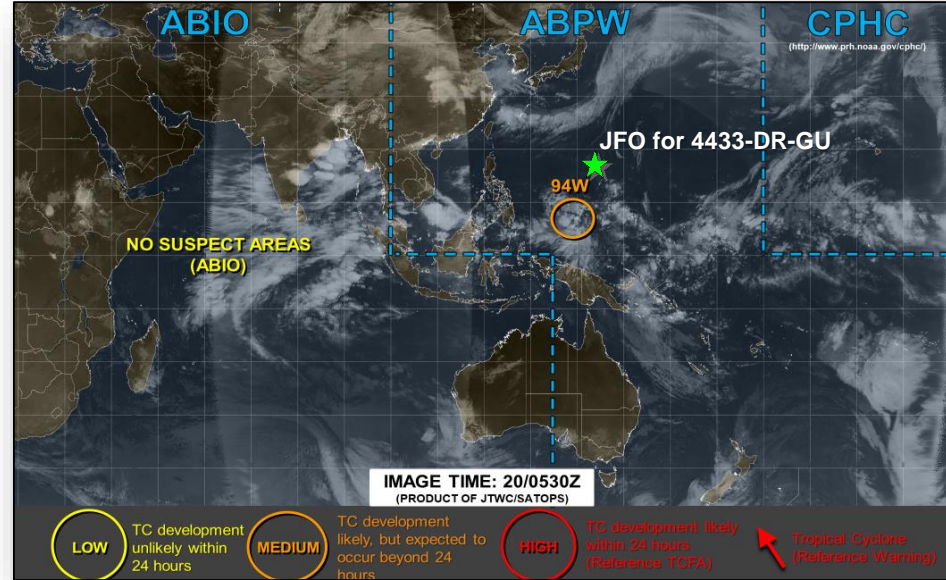 ABIO
ABPW
CPHC
(http://www.prh.noaa.gov/cphc/)
JFO for 4433-DR-GU
94W
NO SUSPECT AREAS
(ABIO)
IMAGE TIME: 20/0530Z
(PRODUCT OF JTWC/SATOPS)
LOW
TC development
unlikely within
24 hours
MEDIUM
TC development
likely, but expected to
occur beyond 24
hours
HIGH
TC development likely
within 24 hours
(Reference TCFA)
Tropical Cyclone
(Reference Warning)